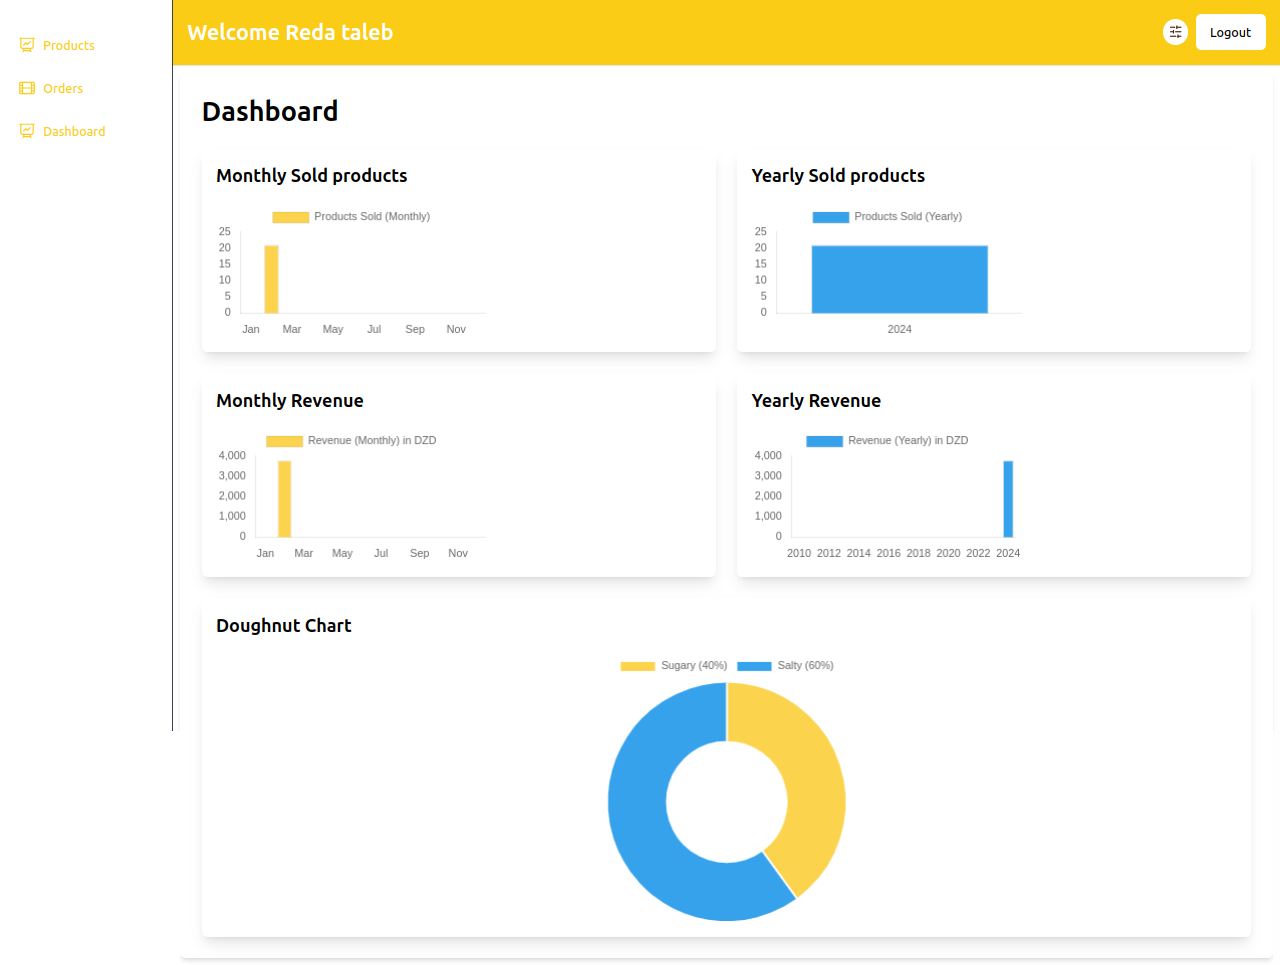 Products
Orders
Dashboard
Welcome Reda taleb
Logout
Dashboard
Monthly Sold products
Products Sold (Monthly)
25
20
15
10
5
0
Jan Mar May Jul Sep Nov
Yearly Sold products
Products Sold (Yearly)
25
20
15
10
5
0
2024
Monthly Revenue
Revenue (Monthly) in DZD
4,000
3,000
2,000
1,000
0
Jan Mar May Jul Sep Nov
Yearly Revenue
Revenue (Yearly) in DZD
4,000
3,000
2,000
1,000
0
2010 2012 2014 2016 2018 2020 2022 2024
Doughnut Chart
Sugary (40%) Salty (60%)